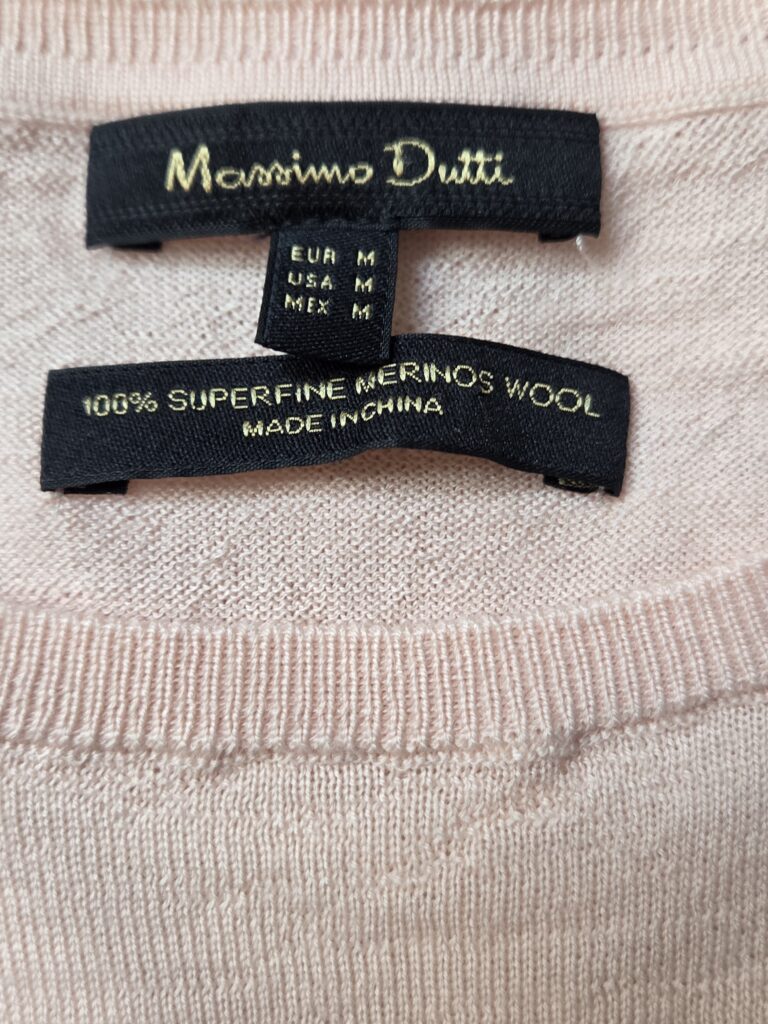 Massimo Dutti
EUR M
USA M
MEX M
100% SUPERFINE MERINOS WOOL
MADE IN CHINA